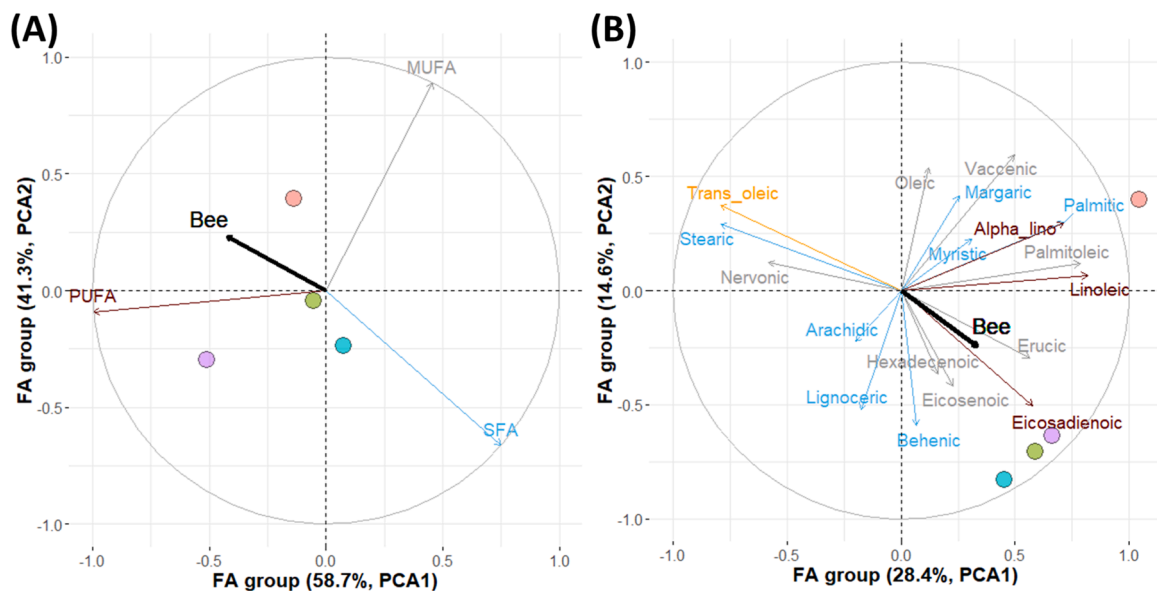 (A)
1.0
0.5
0.0
-0.5
-1.0
-1.0
-0.5
0.0
0.5
1.0
FA group (41.3%, PCA2)
FA group (58.7%, PCA1)
MUFA
Bee
PUFA
SFA
(B)
1.0
0.5
0.0
-0.5
-1.0
-1.0
-0.5
0.0
0.5
1.0
FA group (14.6%, PCA2)
FA group (28.4%, PCA1)
Vaccenic
Oleic
Margaric
Trans_oleic
Palmitic
Alpha_lino
Stearic
Myristic
Palmitoleic
Nervonic
Linoleic
Bee
Arachidic
Erucic
Hexadecenoic
Lignoceric
Eicosenoic
Eicosadienoic
Behenic